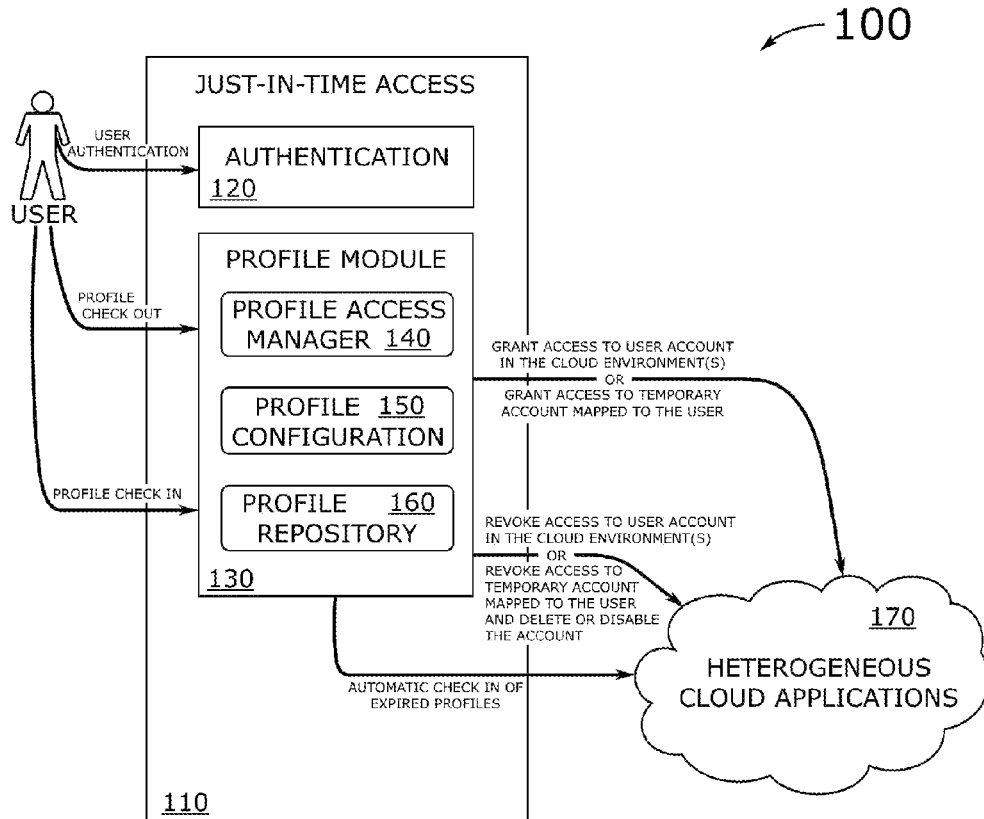 100
JUST-IN-TIME ACCESS
USER
AUTHENTICATION
AUTHENTICATION
120
USER
PROFILE MODULE
PROFILE
CHECK OUT
PROFILE ACCESS
MANAGER 140
GRANT ACCESS TO USER ACCOUNT
IN THE CLOUD ENVIRONMENT(S)
OR
GRANT ACCESS TO TEMPORARY
ACCOUNT MAPPED TO THE USER
PROFILE 150
CONFIGURATION
PROFILE CHECK IN
PROFILE 160
REPOSITORY
REVOKE ACCESS TO USER ACCOUNT
IN THE CLOUD ENVIRONMENT(S)
OR
REVOKE ACCESS TO
TEMPORARY ACCOUNT
MAPPED TO THE USER
AND DELETE OR DISABLE
THE ACCOUNT
130
170
HETEROGENEOUS
CLOUD APPLICATIONS
AUTOMATIC CHECK IN OF
EXPIRED PROFILES
110